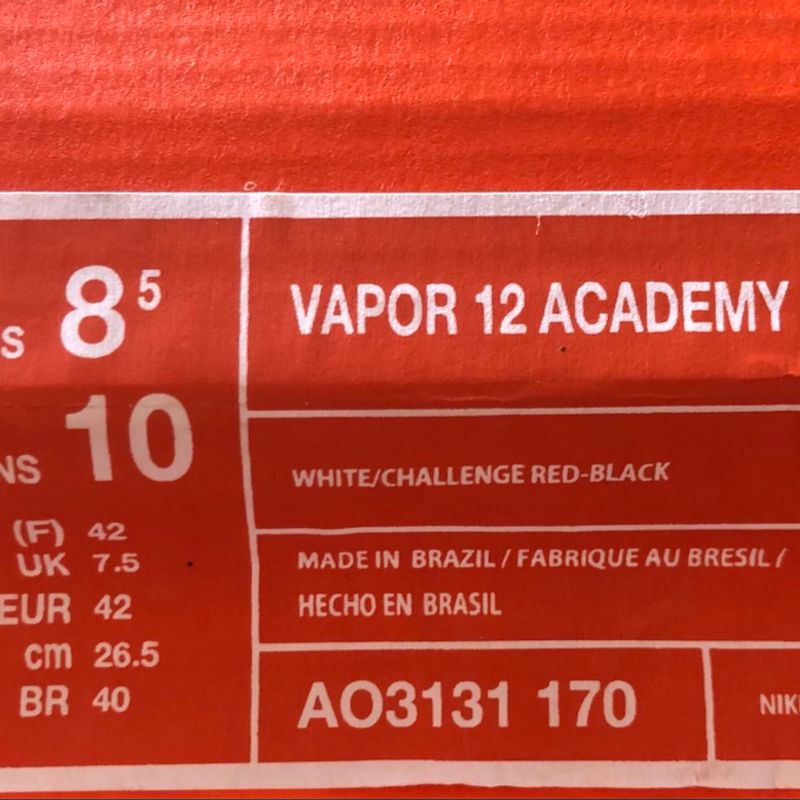 S 8 5
NS 10
(F) 42
UK 7.5
EUR 42
cm 26.5
BR 40
VAPOR 12 ACADEMY
WHITE/CHALLENGE RED-BLACK
MADE IN BRAZIL / FABRIQUE AU BRESIL /
HECHO EN BRASIL
AO3131 170
NIK